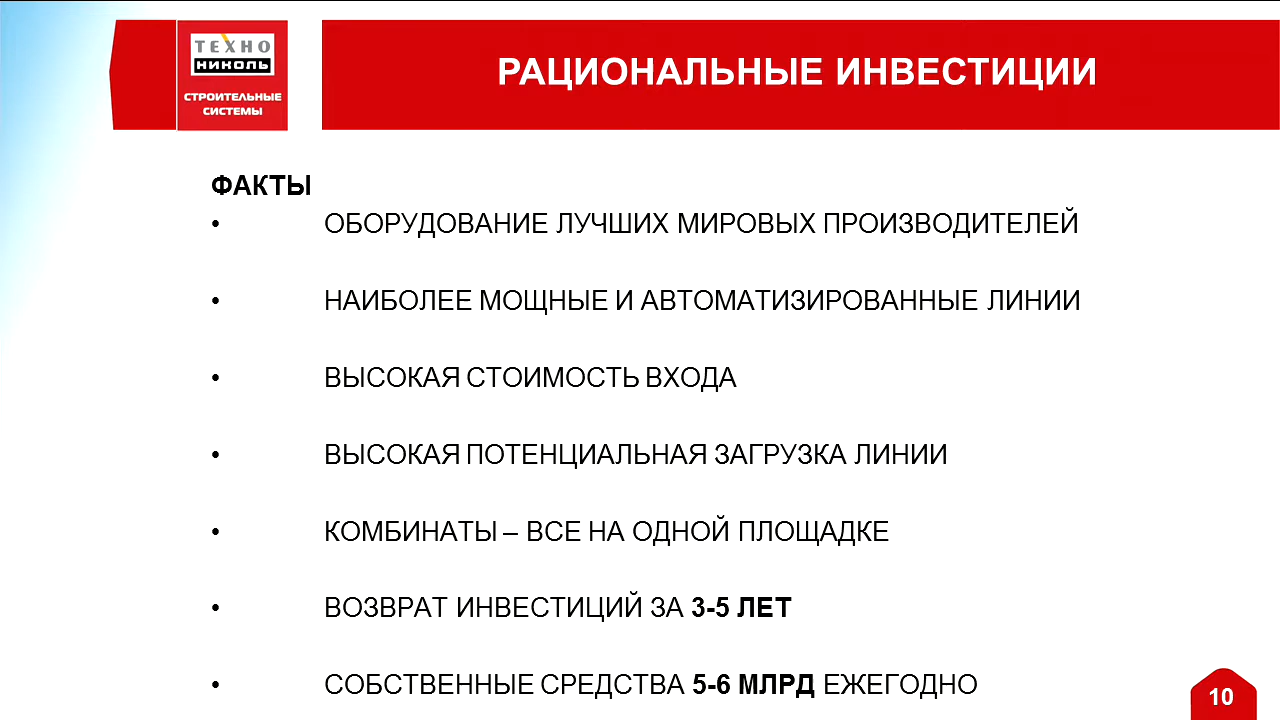 ТЕХНО
НИКОЛЬ
СТРОИТЕЛЬНЫЕ
СИСТЕМЫ
РАЦИОНАЛЬНЫЕ ИНВЕСТИЦИИ
ФАКТЫ
• ОБОРУДОВАНИЕ ЛУЧШИХ МИРОВЫХ ПРОИЗВОДИТЕЛЕЙ
• НАИБОЛЕЕ МОЩНЫЕ И АВТОМАТИЗИРОВАННЫЕ ЛИНИИ
• ВЫСОКАЯ СТОИМОСТЬ ВХОДА
• ВЫСОКАЯ ПОТЕНЦИАЛЬНАЯ ЗАГРУЗКА ЛИНИИ
• КОМБИНАТЫ – ВСЕ НА ОДНОЙ ПЛОЩАДКЕ
• ВОЗВРАТ ИНВЕСТИЦИЙ ЗА 3-5 ЛЕТ
• СОБСТВЕННЫЕ СРЕДСТВА 5-6 МЛРД ЕЖЕГОДНО
10